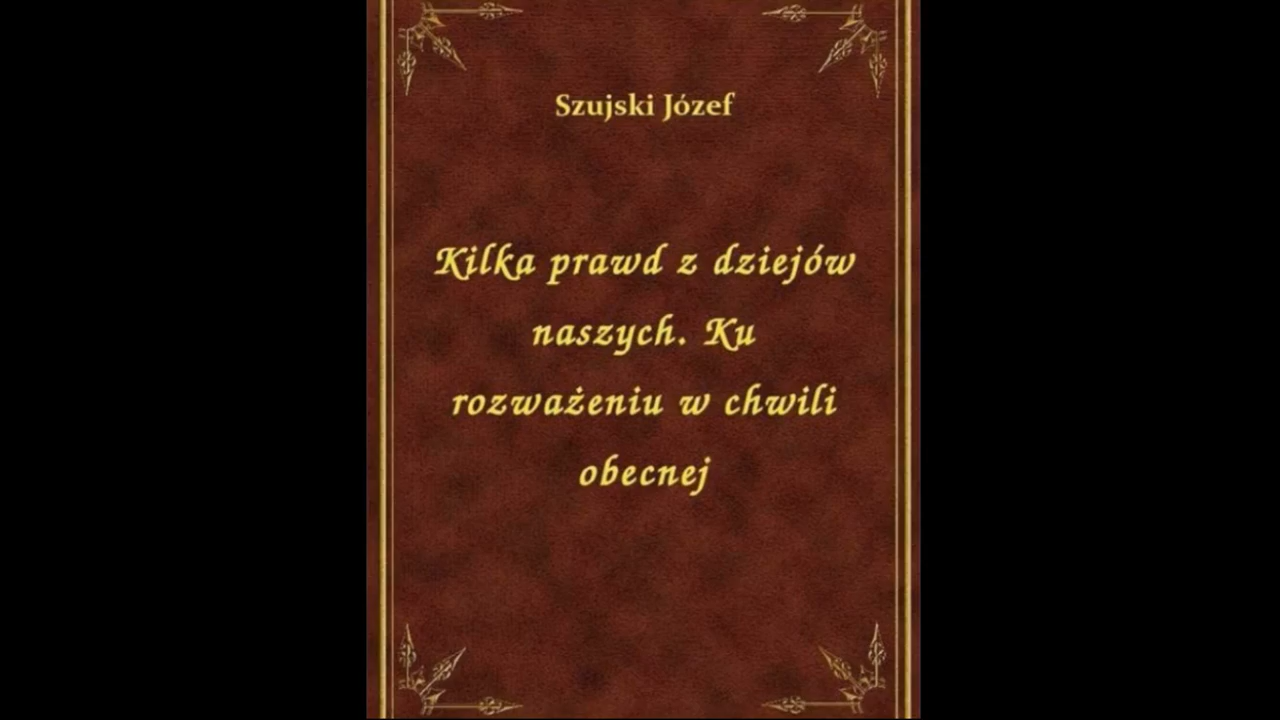 Szujski Józef
Kilka prawd z dziejów
naszych. Ku
rozważeniu w chwili
obecnej